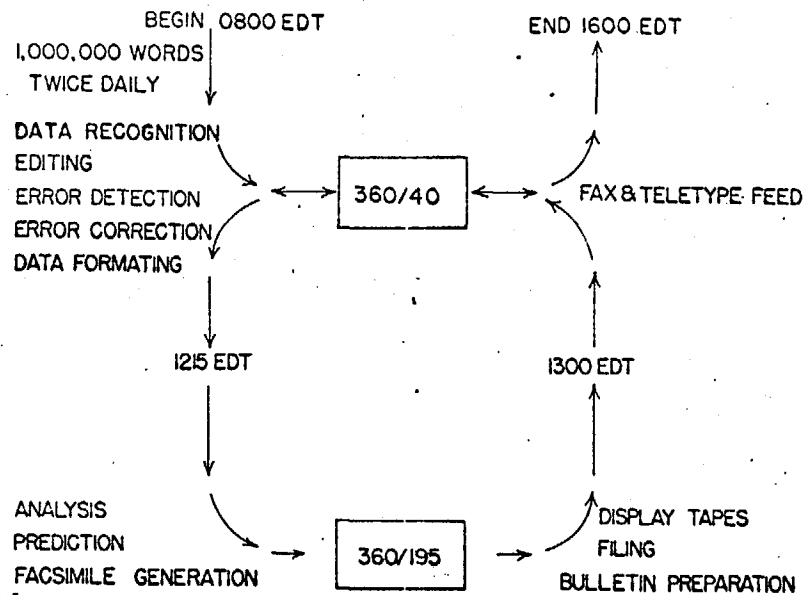 BEGIN 0800 EDT
1,000,000 WORDS
TWICE DAILY
DATA RECOGNITION
EDITING
ERROR DETECTION
ERROR CORRECTION
DATA FORMATING
360/40
END 1600 EDT
FAX & TELETYPE FEED
1215 EDT
1300 EDT
ANALYSIS
PREDICTION
FACSIMILE GENERATION
360/195
DISPLAY TAPES
FILING
BULLETIN PREPARATION